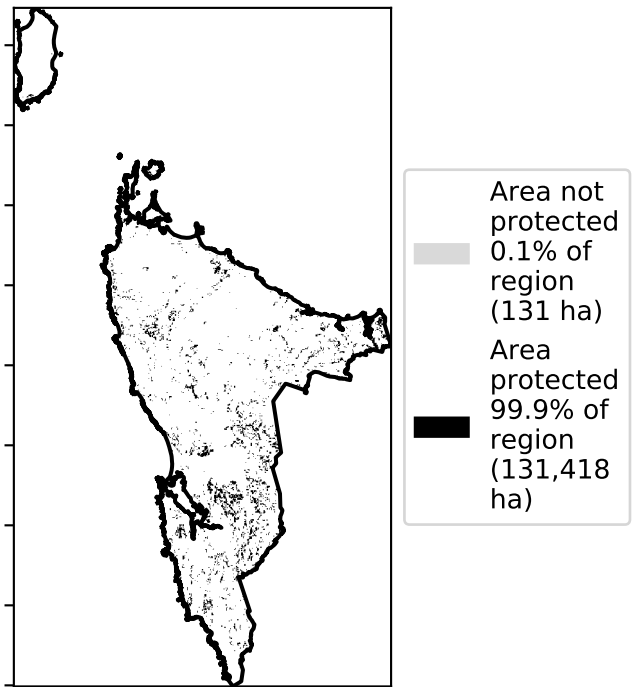 Area not
protected
0.1% of
region
(131 ha)
Area
protected
99.9% of
region
(131,418
ha)